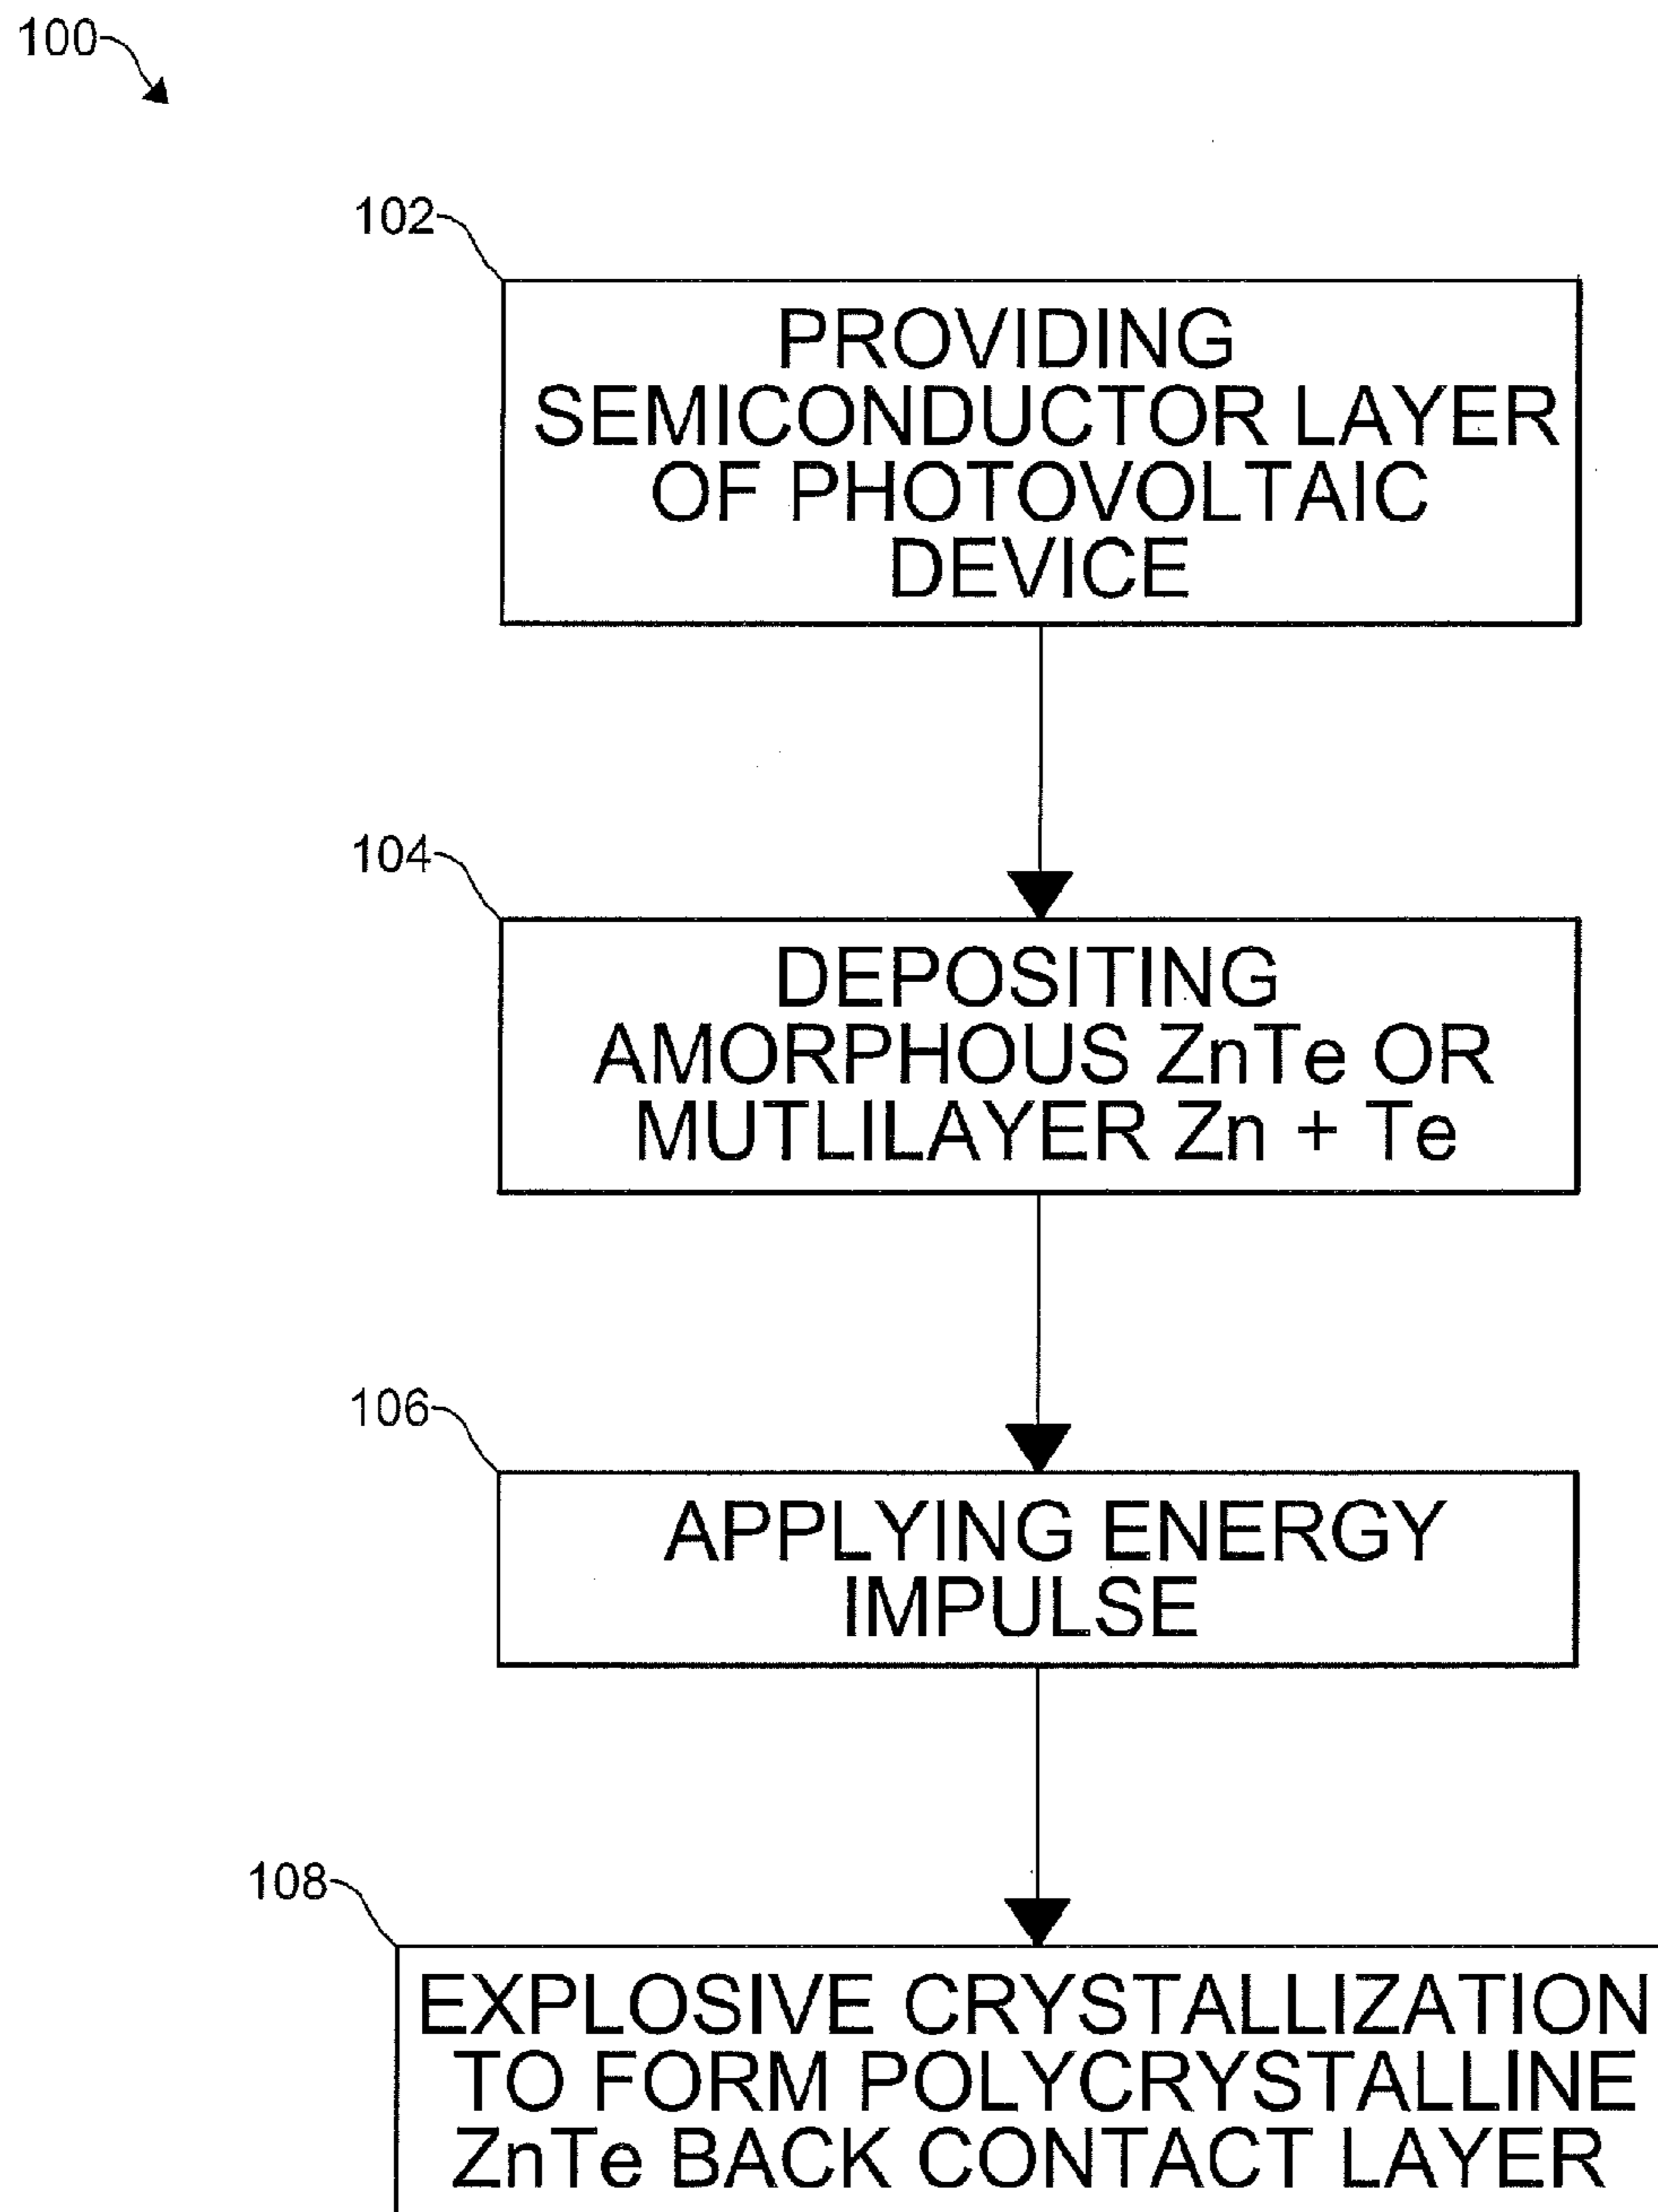 100
102
PROVIDING
SEMICONDUCTOR LAYER
OF PHOTOVOLTAIC
DEVICE
104
DEPOSITING
AMORPHOUS ZnTe OR
MUTLILAYER Zn + Te
106
APPLYING ENERGY
IMPULSE
108
EXPLOSIVE CRYSTALLIZATION
TO FORM POLYCRYSTALLINE
ZnTe BACK CONTACT LAYER